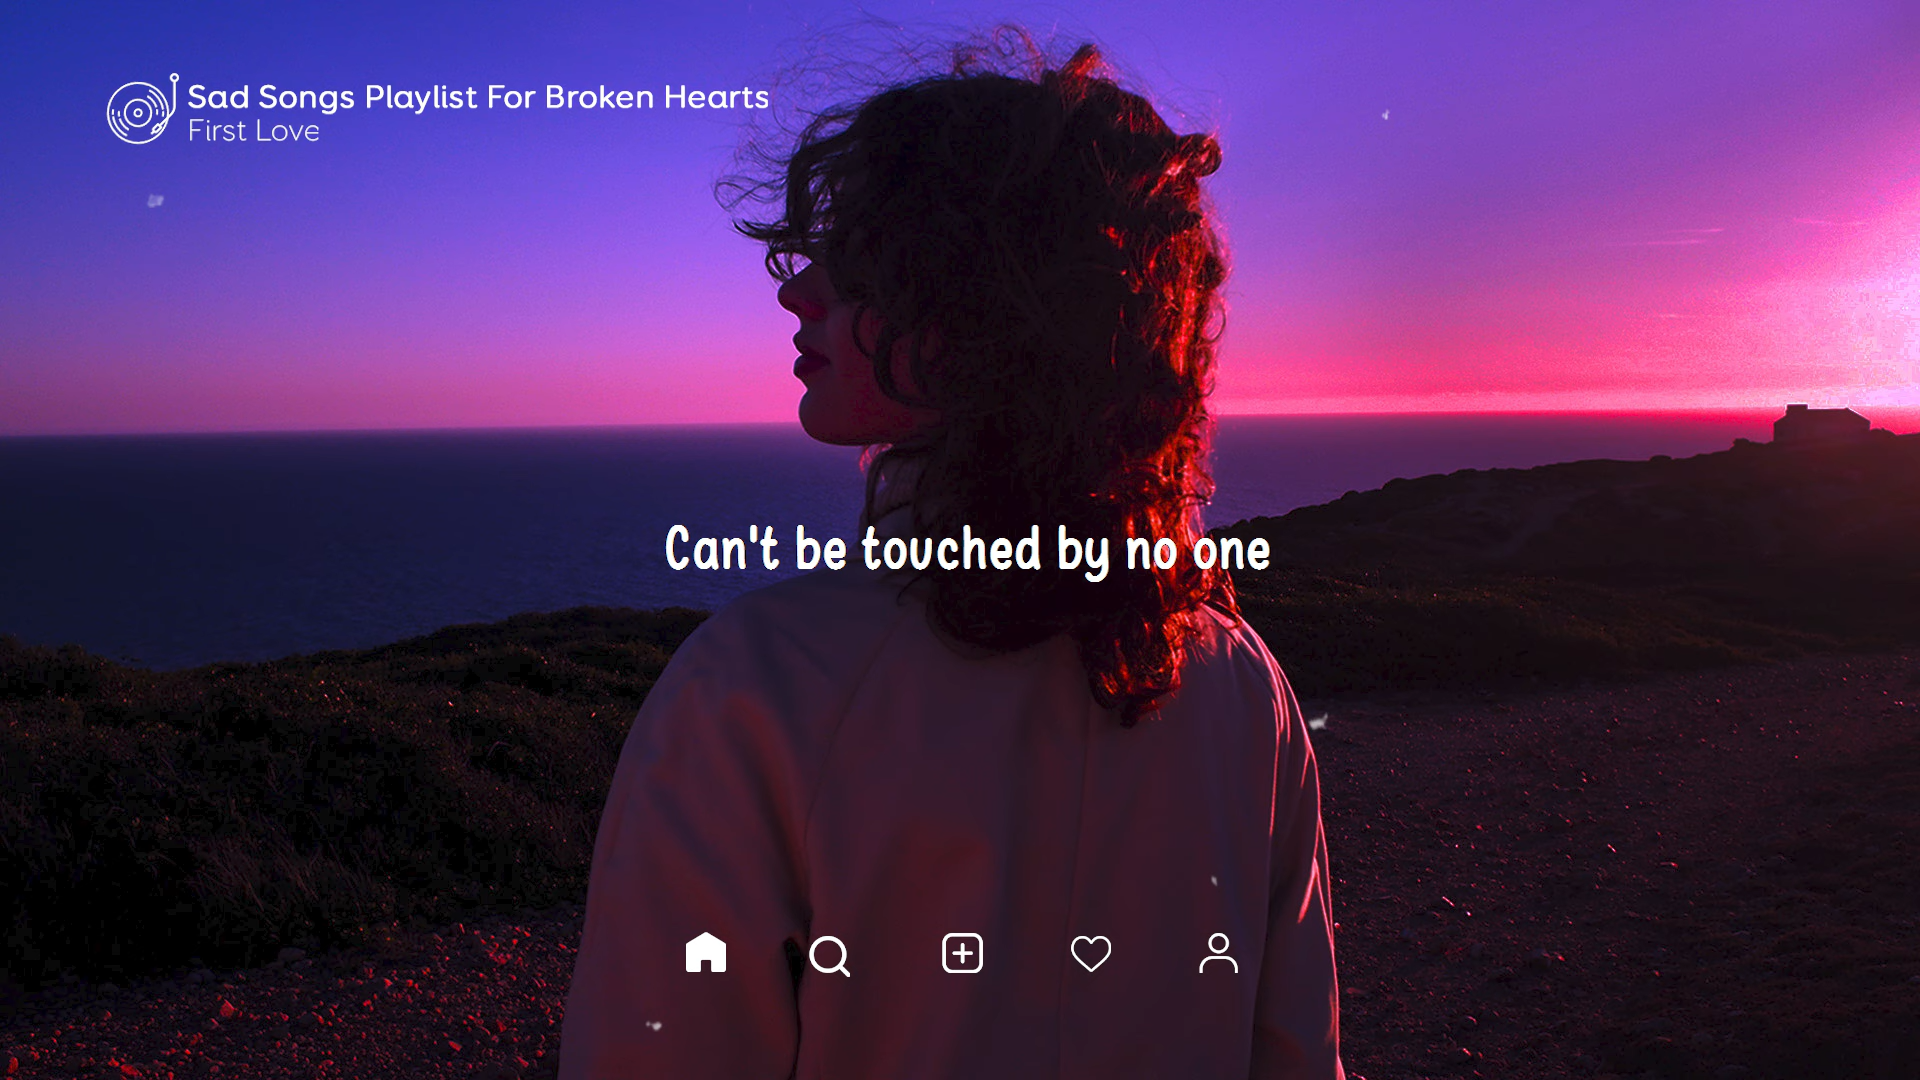 Sad Songs Playlist For Broken Hearts
First Love
Can't be touched by no one